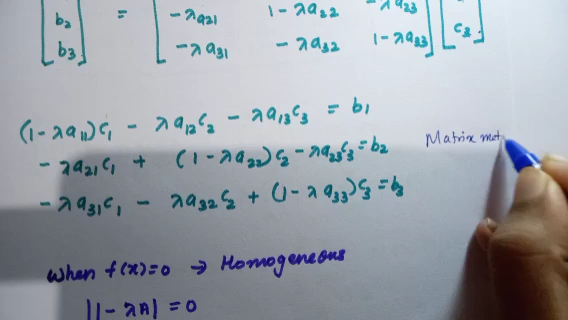 b2 = -λa21 1-λa22 -λa23
b3 -λa31 -λa32 1-λa33 c3
(1-λa11)c1 - λa12c2 - λa13c3 = b1
-λa21c1 + (1-λa22)c2 - λa23c3 = b2
Matrix met
-λa31c1 - λa32c2 + (1-λa33)c3 = b3
When f(x)=0 → Homogeneous
|1-λA| = 0